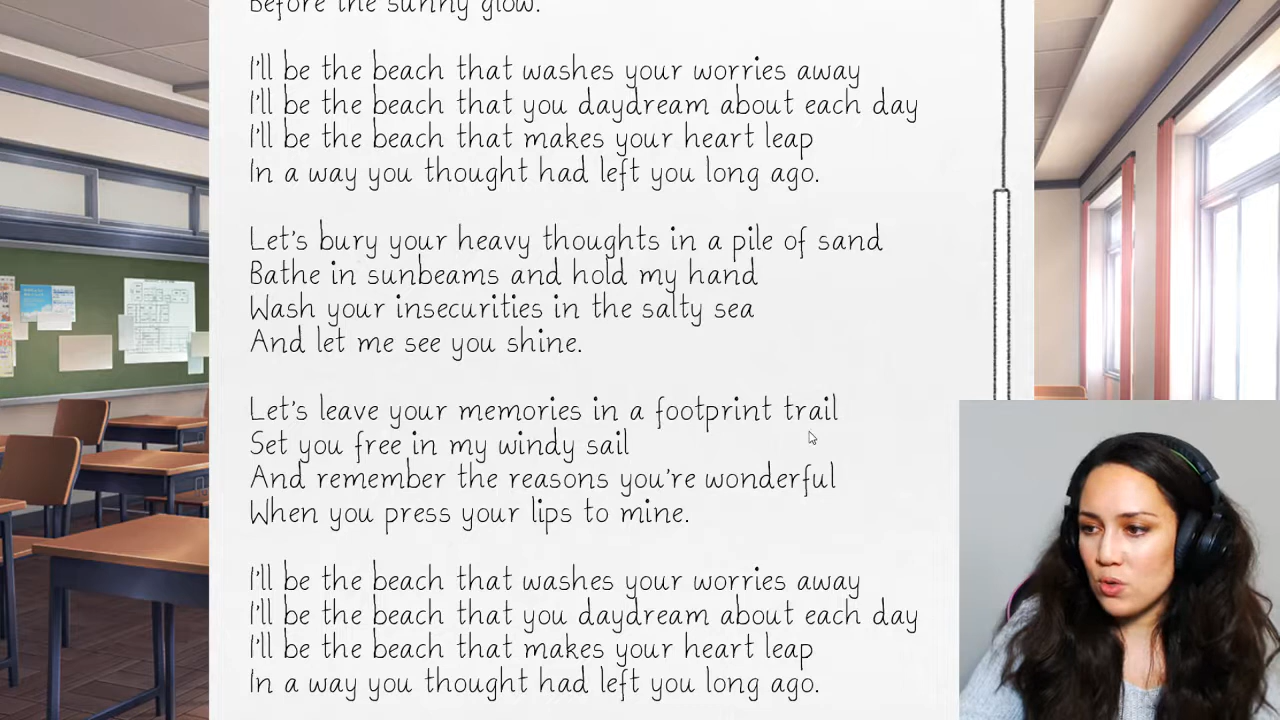 Before the sunny glow.
I'll be the beach that washes your worries away
I'll be the beach that you daydream about each day
I'll be the beach that makes your heart leap
In a way you thought had left you long ago.
Let's bury your heavy thoughts in a pile of sand
Bathe in sunbeams and hold my hand
Wash your insecurities in the salty sea
And let me see you shine.
Let's leave your memories in a footprint trail
Set you free in my windy sail
And remember the reasons you're wonderful
When you press your lips to mine.
I'll be the beach that washes your worries away
I'll be the beach that you daydream about each day
I'll be the beach that makes your heart leap
In a way you thought had left you long ago.